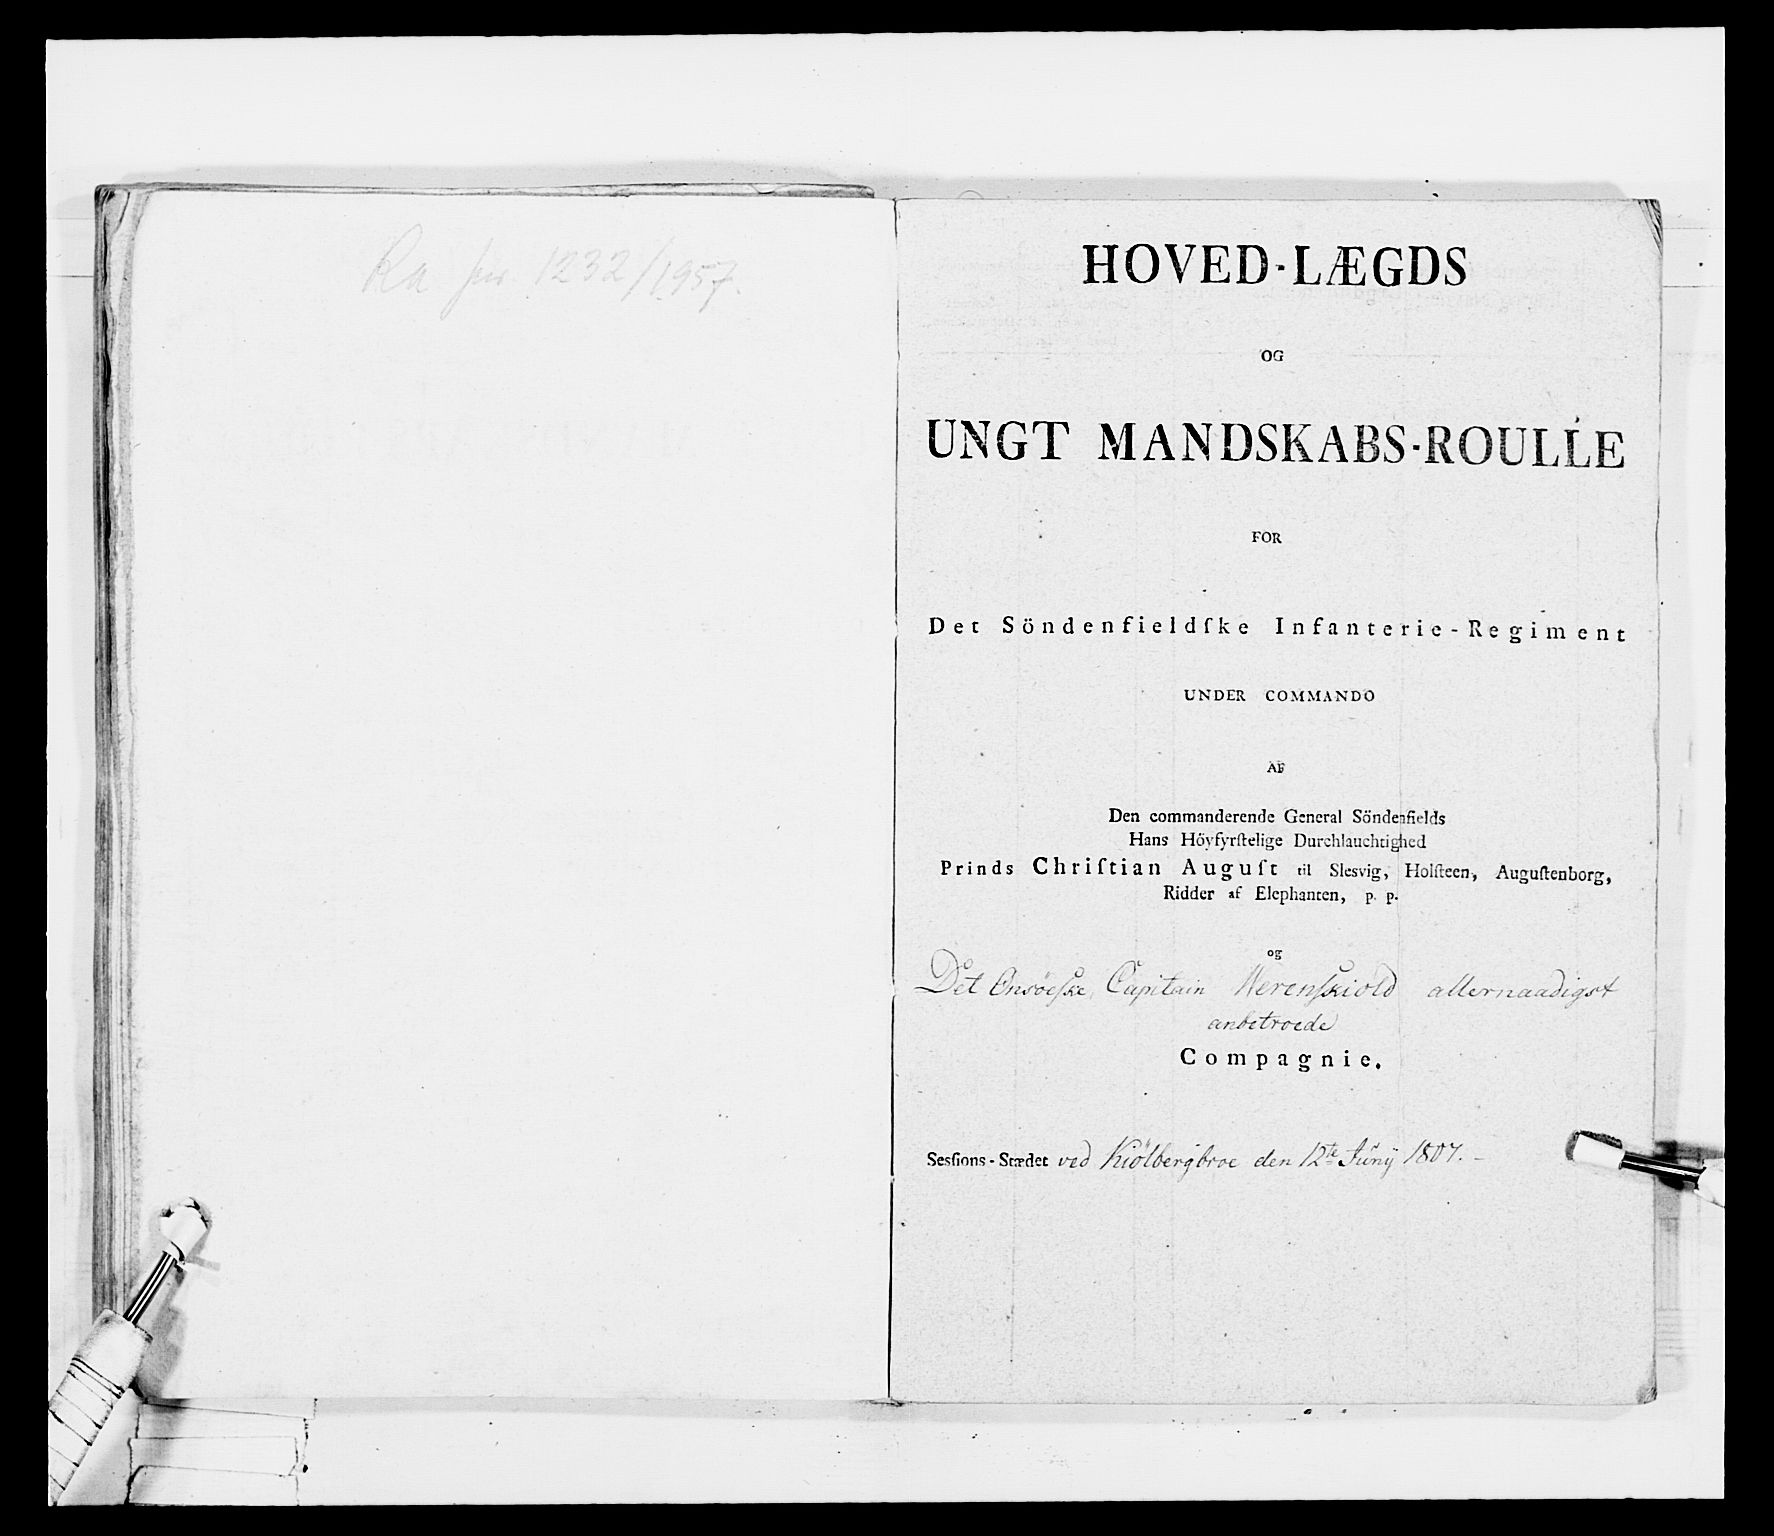 Ra jnr. 1232/1957.
HOVED-LÆGDS
OG
UNGT MANDSKABS-ROULLE
FOR
Det Söndenfieldſke Infanterie-Regiment
UNDER COMMANDO
AF
Den commanderende General Söndenfields
Hans Höyfyrſtelige Durchlauchtighed
Prinds Chriſtian Auguſt til Slesvig, Holſteen, Auguſtenborg,
Ridder af Elephanten, p. p.
og
Det Onsöeſke, Capitain Werenſkiold allernaadigst
anbetroede
Compagnie.
Sesſions-Stædet ved Kiölbergbroe den 12te Junÿ 1807. -